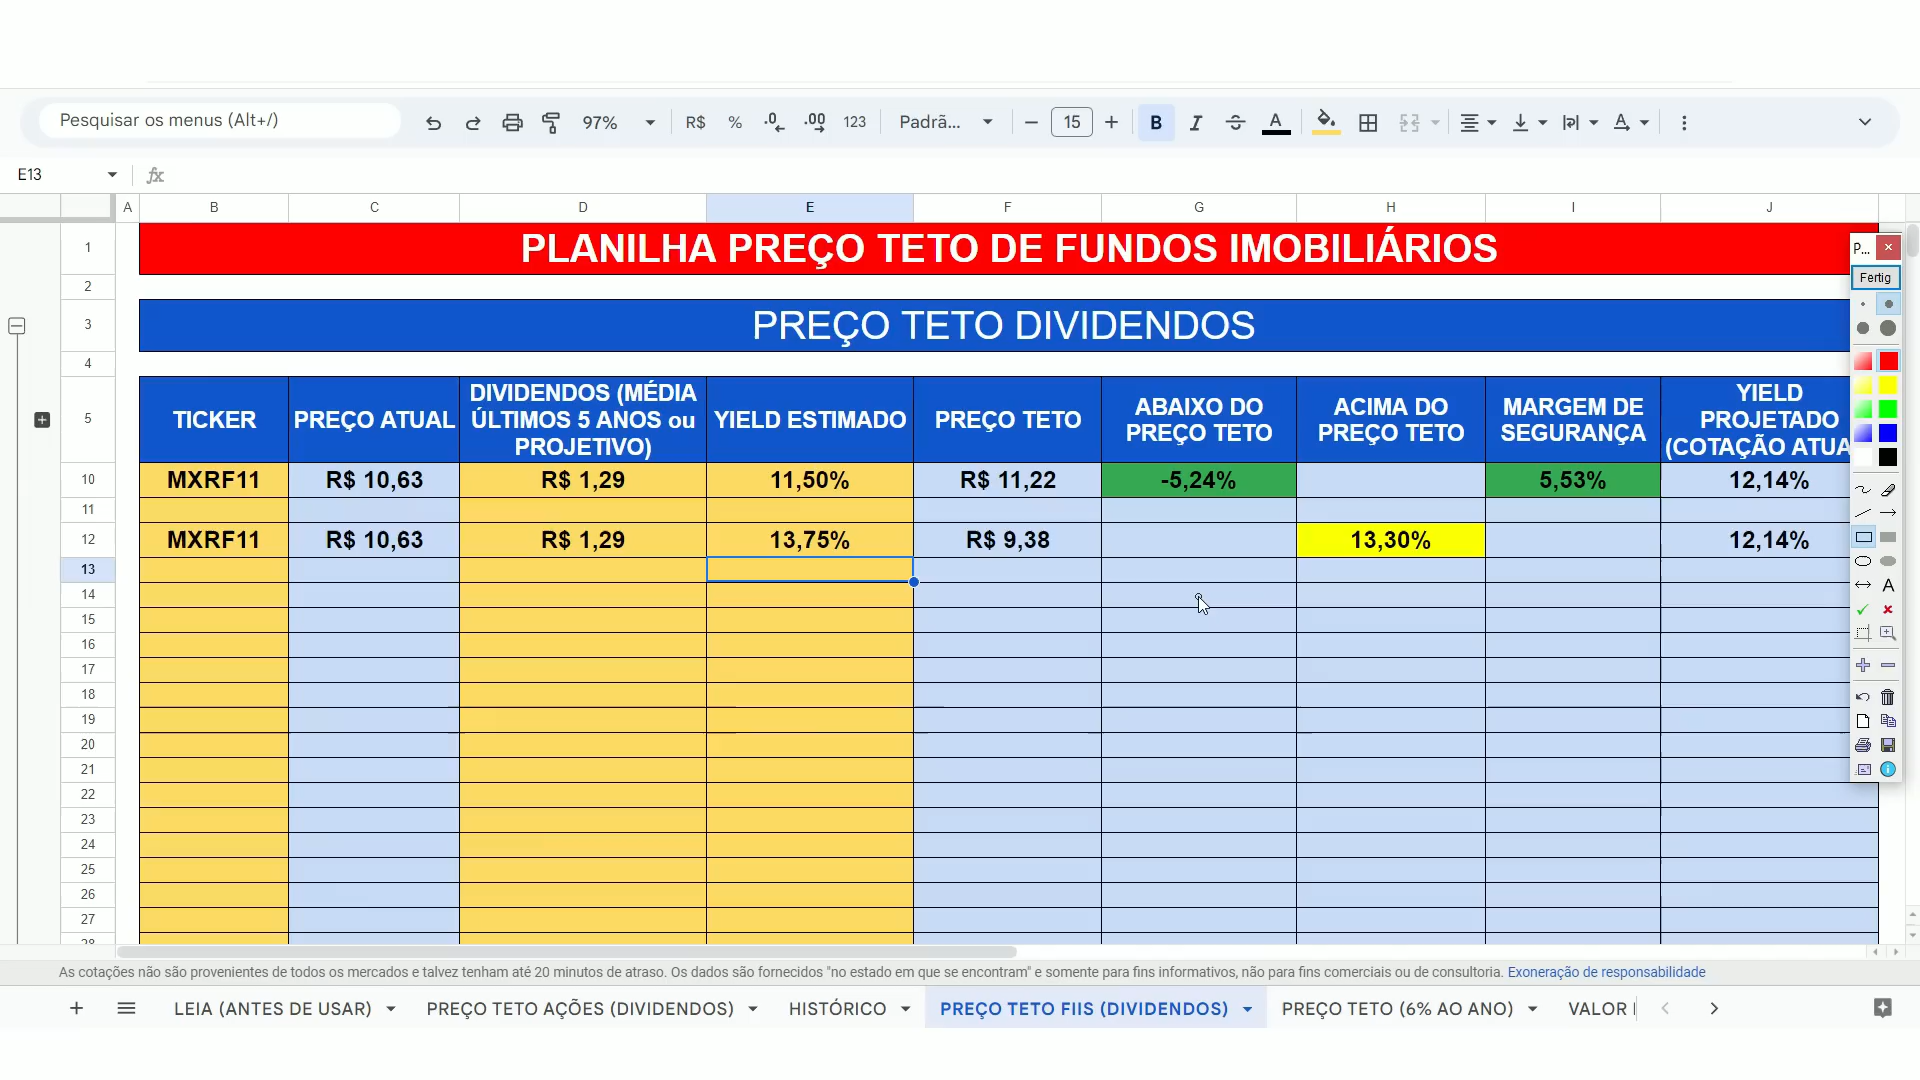 Pesquisar os menus (Alt+/)
97%
R$
%
.0
.00
123
Padrã...
15
B
I
A
A
E13
fx
A
B
C
D
E
F
G
H
I
J
1
PLANILHA PREÇO TETO DE FUNDOS IMOBILIÁRIOS
2
3
PREÇO TETO DIVIDENDOS
4
5
TICKER
PREÇO ATUAL
DIVIDENDOS (MÉDIA
ÚLTIMOS 5 ANOS ou
PROJETIVO)
YIELD ESTIMADO
PREÇO TETO
ABAIXO DO
PREÇO TETO
ACIMA DO
PREÇO TETO
MARGEM DE
SEGURANÇA
YIELD
PROJETADO
(COTAÇÃO ATUA
10
MXRF11
R$ 10,63
R$ 1,29
11,50%
R$ 11,22
-5,24%
5,53%
12,14%
11
12
MXRF11
R$ 10,63
R$ 1,29
13,75%
R$ 9,38
13,30%
12,14%
13
14
15
16
17
18
19
20
21
22
23
24
25
26
27
28
P...
Fertig
A
As cotações não são provenientes de todos os mercados e talvez tenham até 20 minutos de atraso. Os dados são fornecidos "no estado em que se encontram" e somente para fins informativos, não para fins comerciais ou de consultoria. Exoneração de responsabilidade
LEIA (ANTES DE USAR)
PREÇO TETO AÇÕES (DIVIDENDOS)
HISTÓRICO
PREÇO TETO FIIS (DIVIDENDOS)
PREÇO TETO (6% AO ANO)
VALOR